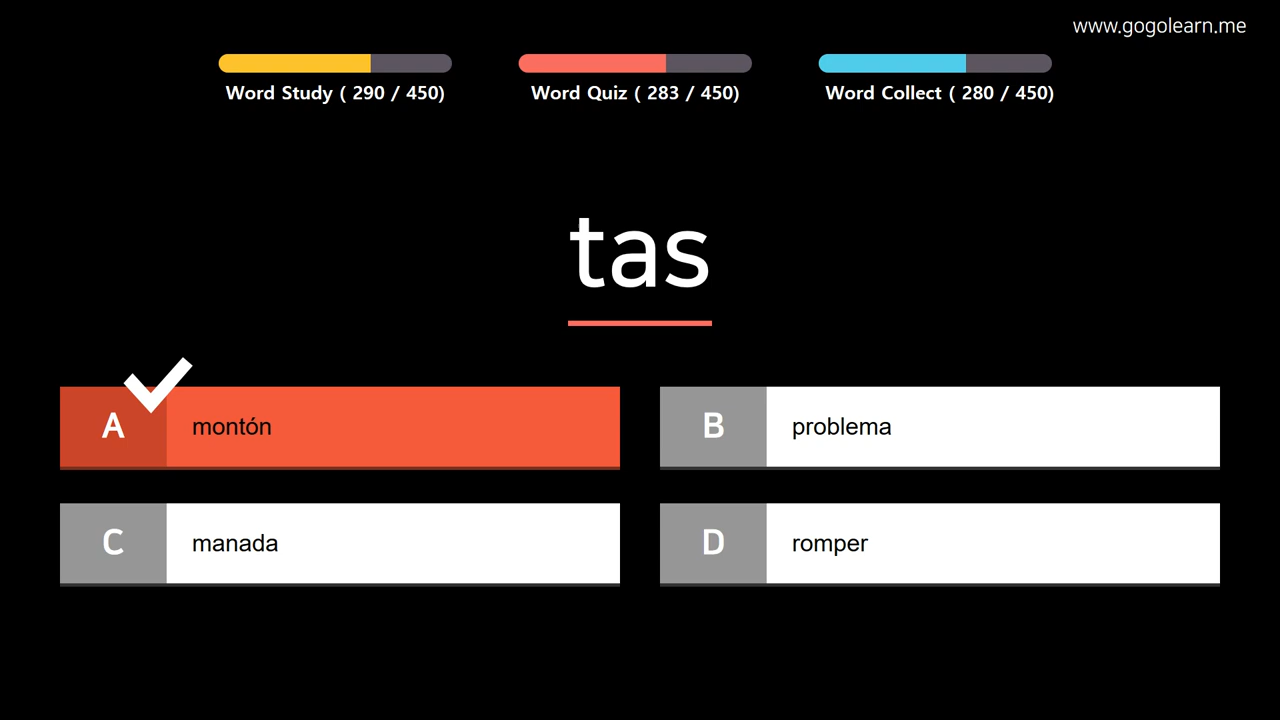 www.gogolearn.me
Word Study ( 290 / 450)
Word Quiz ( 283 / 450)
Word Collect ( 280 / 450)
tas
A montón
B problema
C manada
D romper